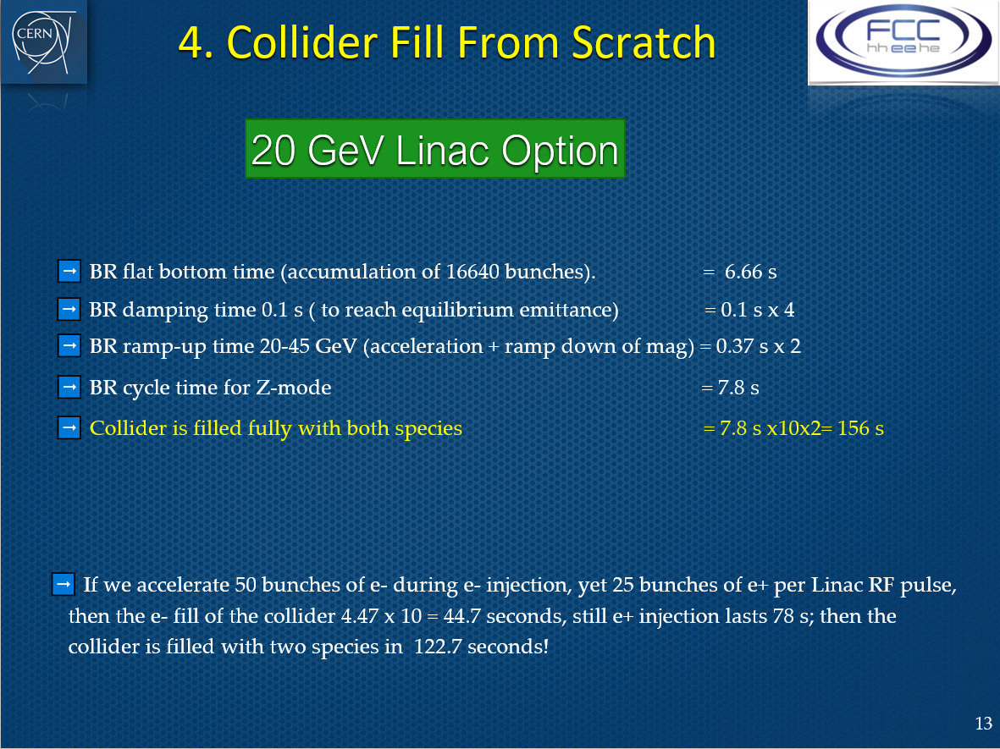 CERN
4. Collider Fill From Scratch
FCC
hh ee he
20 GeV Linac Option
→ BR flat bottom time (accumulation of 16640 bunches). = 6.66 s
→ BR damping time 0.1 s ( to reach equilibrium emittance) = 0.1 s x 4
→ BR ramp-up time 20-45 GeV (acceleration + ramp down of mag) = 0.37 s x 2
→ BR cycle time for Z-mode = 7.8 s
→ Collider is filled fully with both species = 7.8 s x10x2= 156 s
→ If we accelerate 50 bunches of e- during e- injection, yet 25 bunches of e+ per Linac RF pulse,
then the e- fill of the collider 4.47 x 10 = 44.7 seconds, still e+ injection lasts 78 s; then the
collider is filled with two species in 122.7 seconds!
13